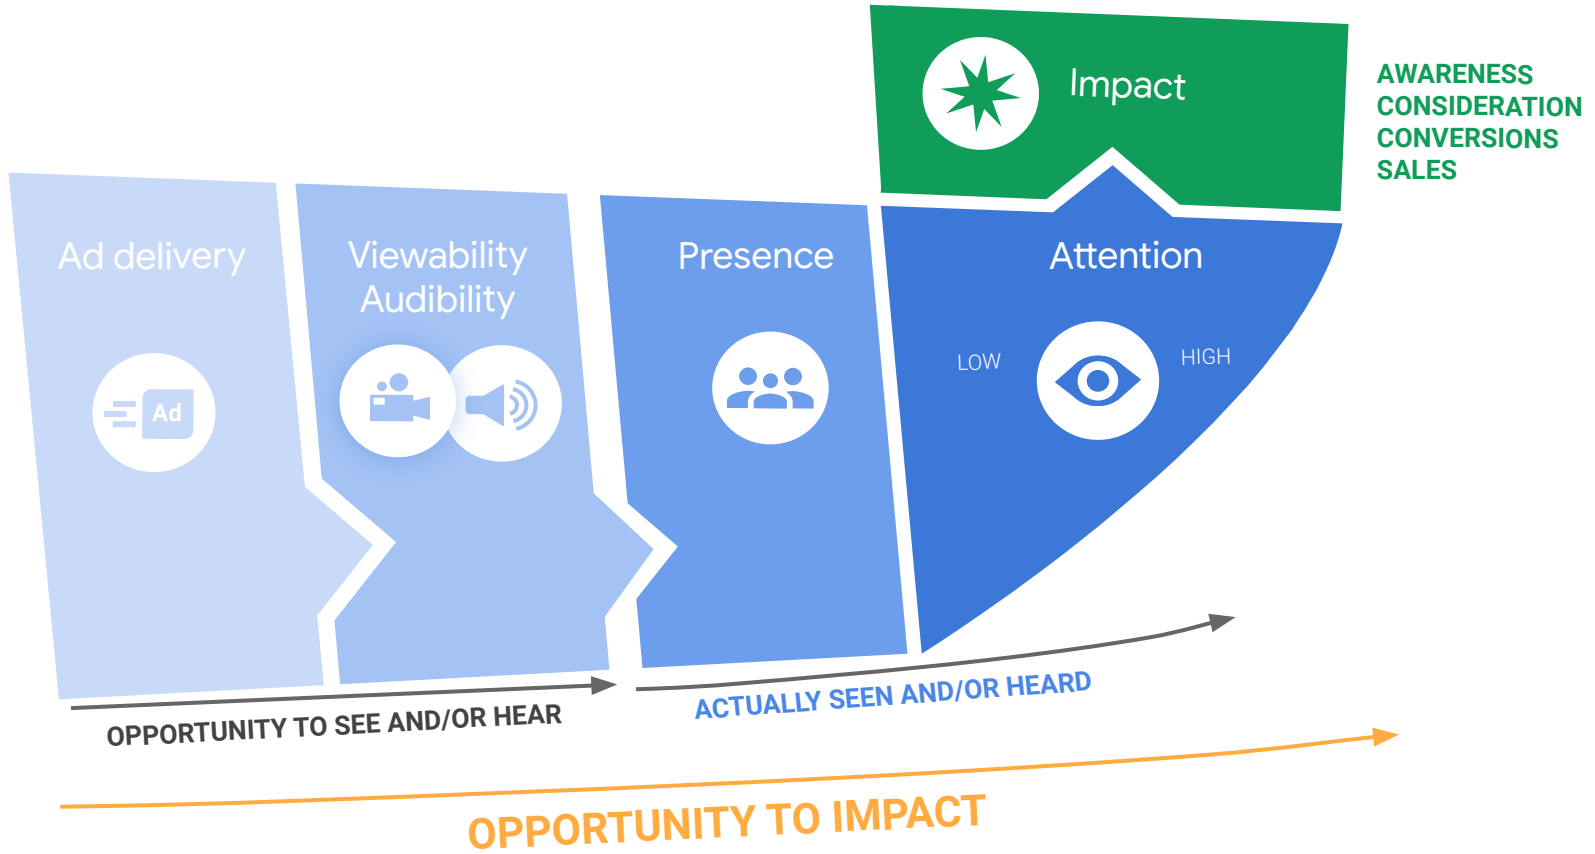 Impact
AWARENESS
CONSIDERATION
CONVERSIONS
SALES
Ad delivery
Viewability
Audibility
Presence
Attention
Ad
LOW
HIGH
OPPORTUNITY TO SEE AND/OR HEAR
ACTUALLY SEEN AND/OR HEARD
OPPORTUNITY TO IMPACT